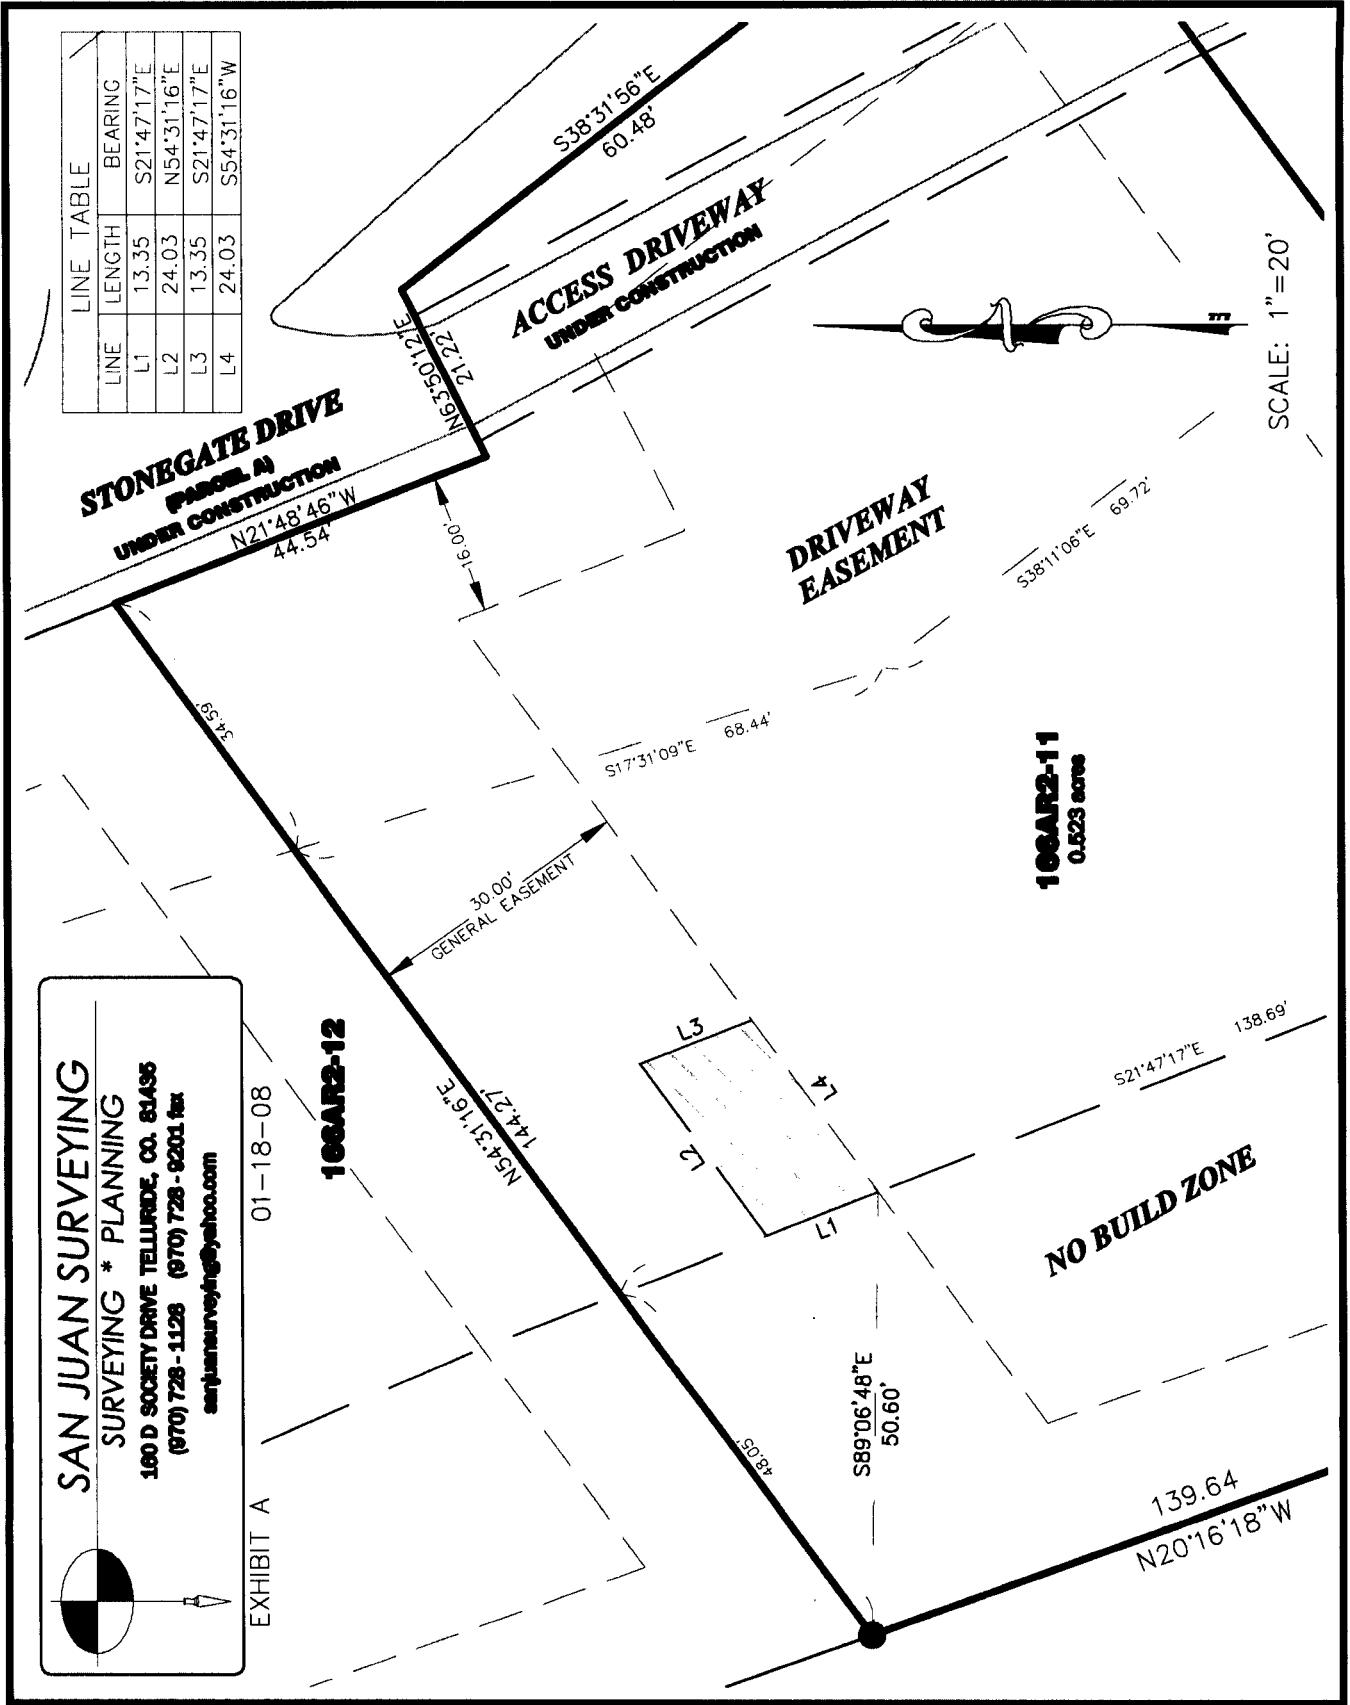 SAN JUAN SURVEYING
SURVEYING * PLANNING
160 D SOCIETY DRIVE TELLURIDE, CO. 81435
(970) 728 - 1128 (970) 728 - 9201 fax
sanjuansurveying@yahoo.com
EXHIBIT A
01-18-08
LINE TABLE
LINE LENGTH BEARING
L1 13.35 S21°47'17"E
L2 24.03 N54°31'16"E
L3 13.35 S21°47'17"E
L4 24.03 S54°31'16"W
STONEGATE DRIVE
(PARCEL A)
UNDER CONSTRUCTION
N21°48'46"W
44.54'
N63°50'12"E
21.22'
S38°31'56"E
60.48'
ACCESS DRIVEWAY
UNDER CONSTRUCTION
16.00'
34.59'
166AR2-12
N54°31'16"E
144.27'
30.00'
GENERAL EASEMENT
S17°31'09"E 68.44'
DRIVEWAY
EASEMENT
S38°11'06"E 69.72'
L3
L2
L4
L1
166AR2-11
0.523 acres
48.05'
S89°06'48"E
50.60'
S21°47'17"E 138.69'
NO BUILD ZONE
139.64
N20°16'18"W
SCALE: 1"=20'